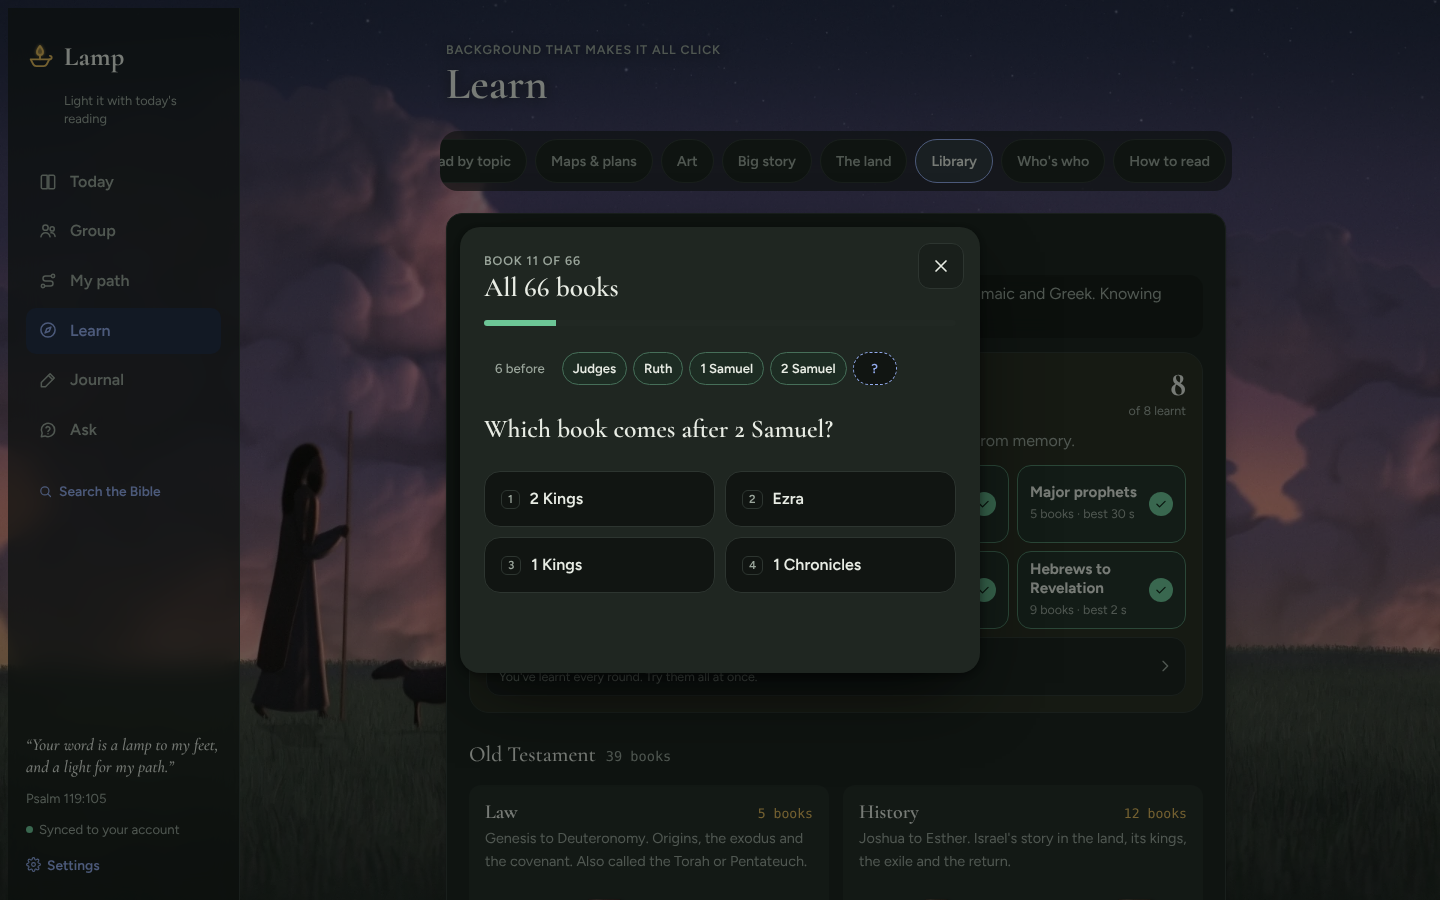 Lamp
Light it with today's
reading
Today
Group
My path
Learn
Journal
Ask
Search the Bible
“Your word is a lamp to my feet,
and a light for my path.”
Psalm 119:105
Synced to your account
Settings
BACKGROUND THAT MAKES IT ALL CLICK
Learn
ad by topic
Maps & plans
Art
Big story
The land
Library
Who's who
How to read
BOOK 11 OF 66
All 66 books
6 before
Judges
Ruth
1 Samuel
2 Samuel
?
Which book comes after 2 Samuel?
1 2 Kings
2 Ezra
3 1 Kings
4 1 Chronicles
maic and Greek. Knowing
8
of 8 learnt
rom memory.
Major prophets
5 books · best 30 s
Hebrews to
Revelation
9 books · best 2 s
You've learnt every round. Try them all at once.
Old Testament 39 books
Law 5 books
Genesis to Deuteronomy. Origins, the exodus and
the covenant. Also called the Torah or Pentateuch.
History 12 books
Joshua to Esther. Israel's story in the land, its kings,
the exile and the return.